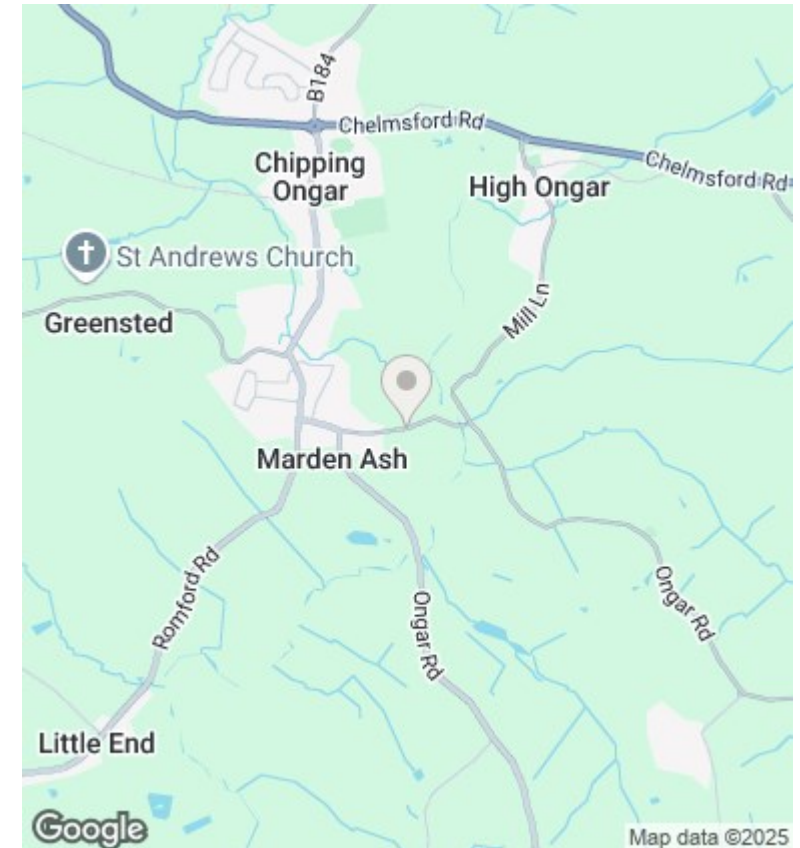 B184
Chelmsford Rd
Chipping
Ongar
High Ongar
Chelmsford Rd
St Andrews Church
Greensted
Mill Ln
Marden Ash
Romford Rd
Ongar Rd
Ongar Rd
Little End
Google
Map data ©2025